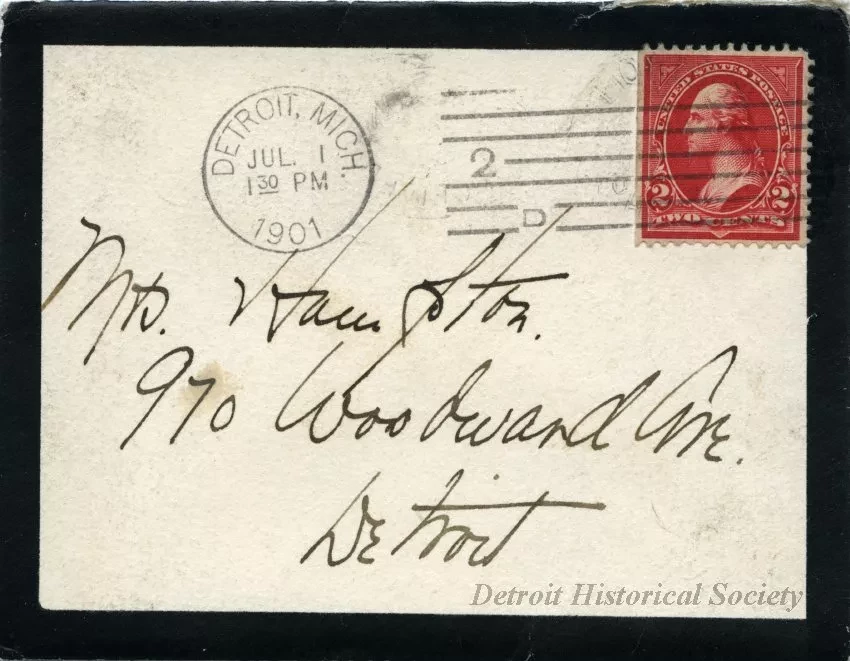 DETROIT, MICH.
JUL. 1
1 30 PM
1901
2
D
UNITED STATES POSTAGE
2 2
TWO CENTS
Mrs. Hampton.
970 Woodward Ave.
Detroit
Detroit Historical Society